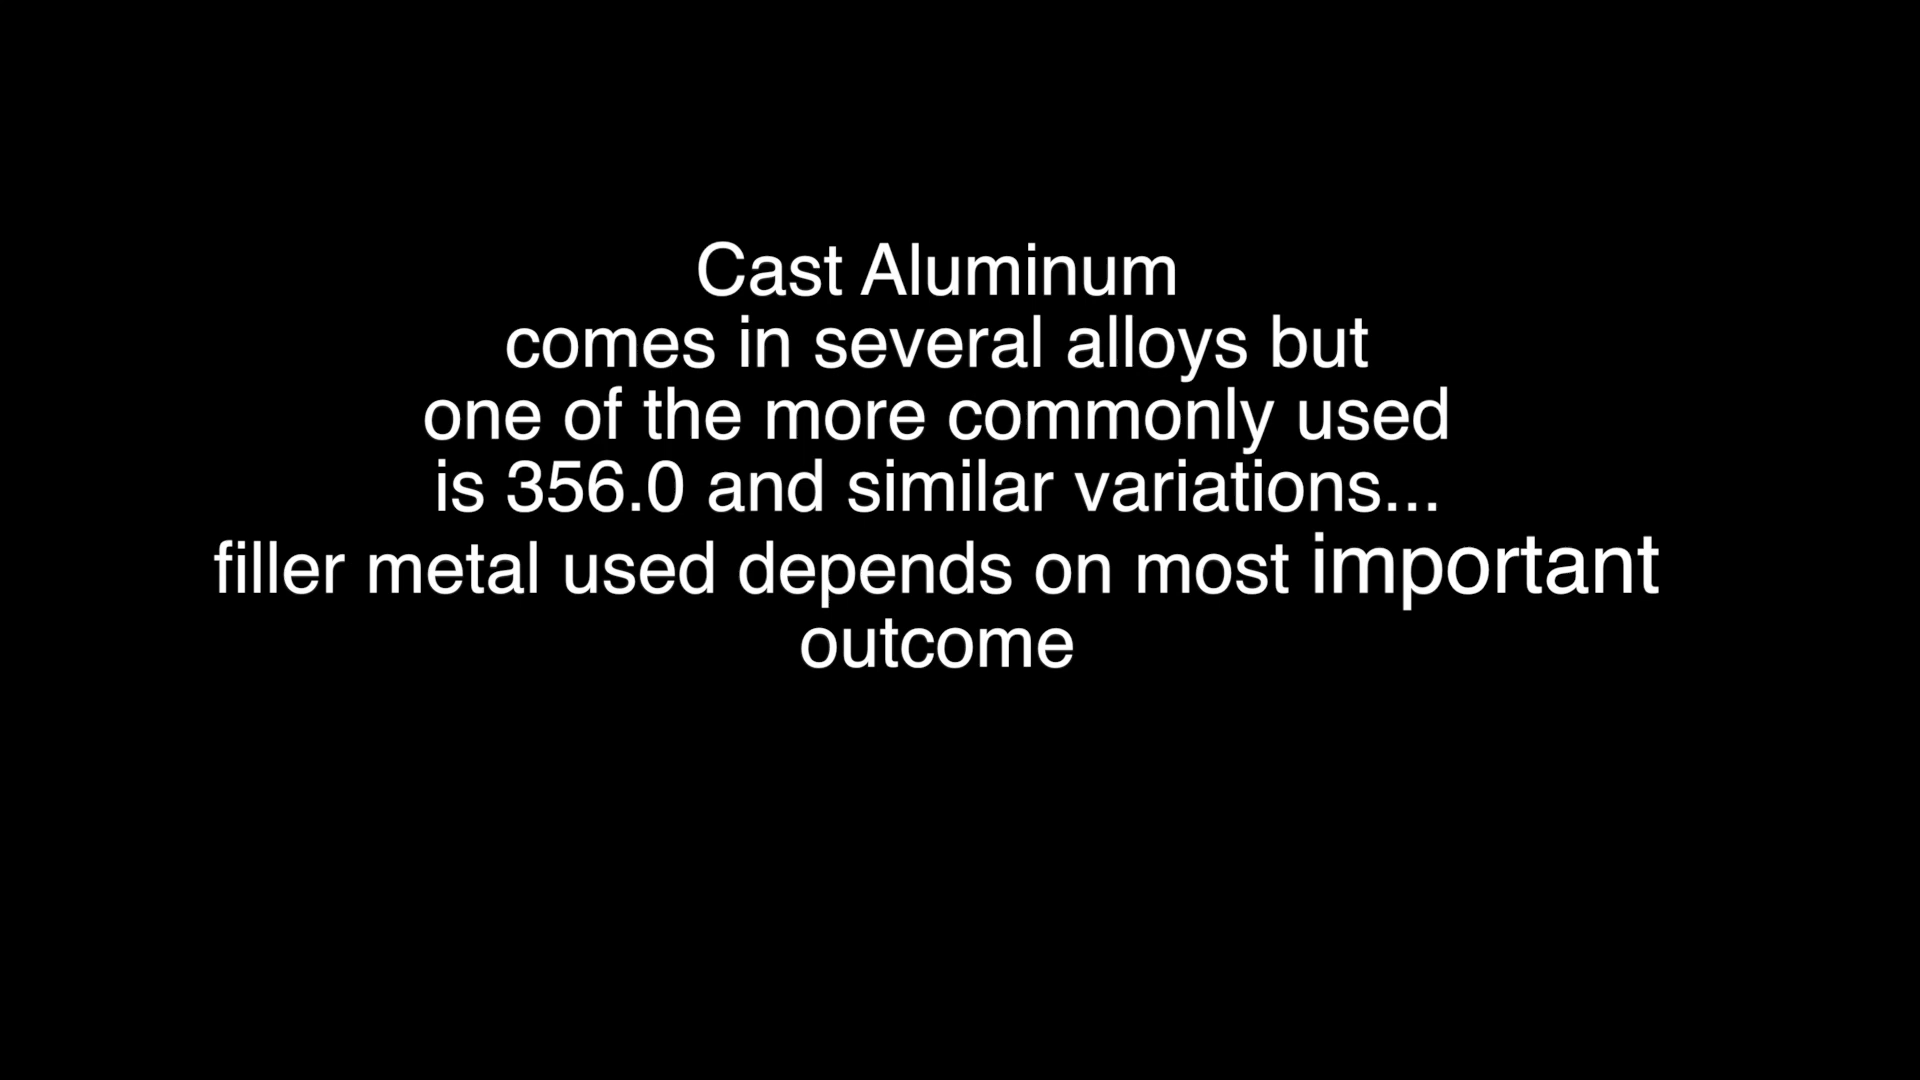 Cast Aluminum
comes in several alloys but
one of the more commonly used
is 356.0 and similar variations...
filler metal used depends on most important
outcome